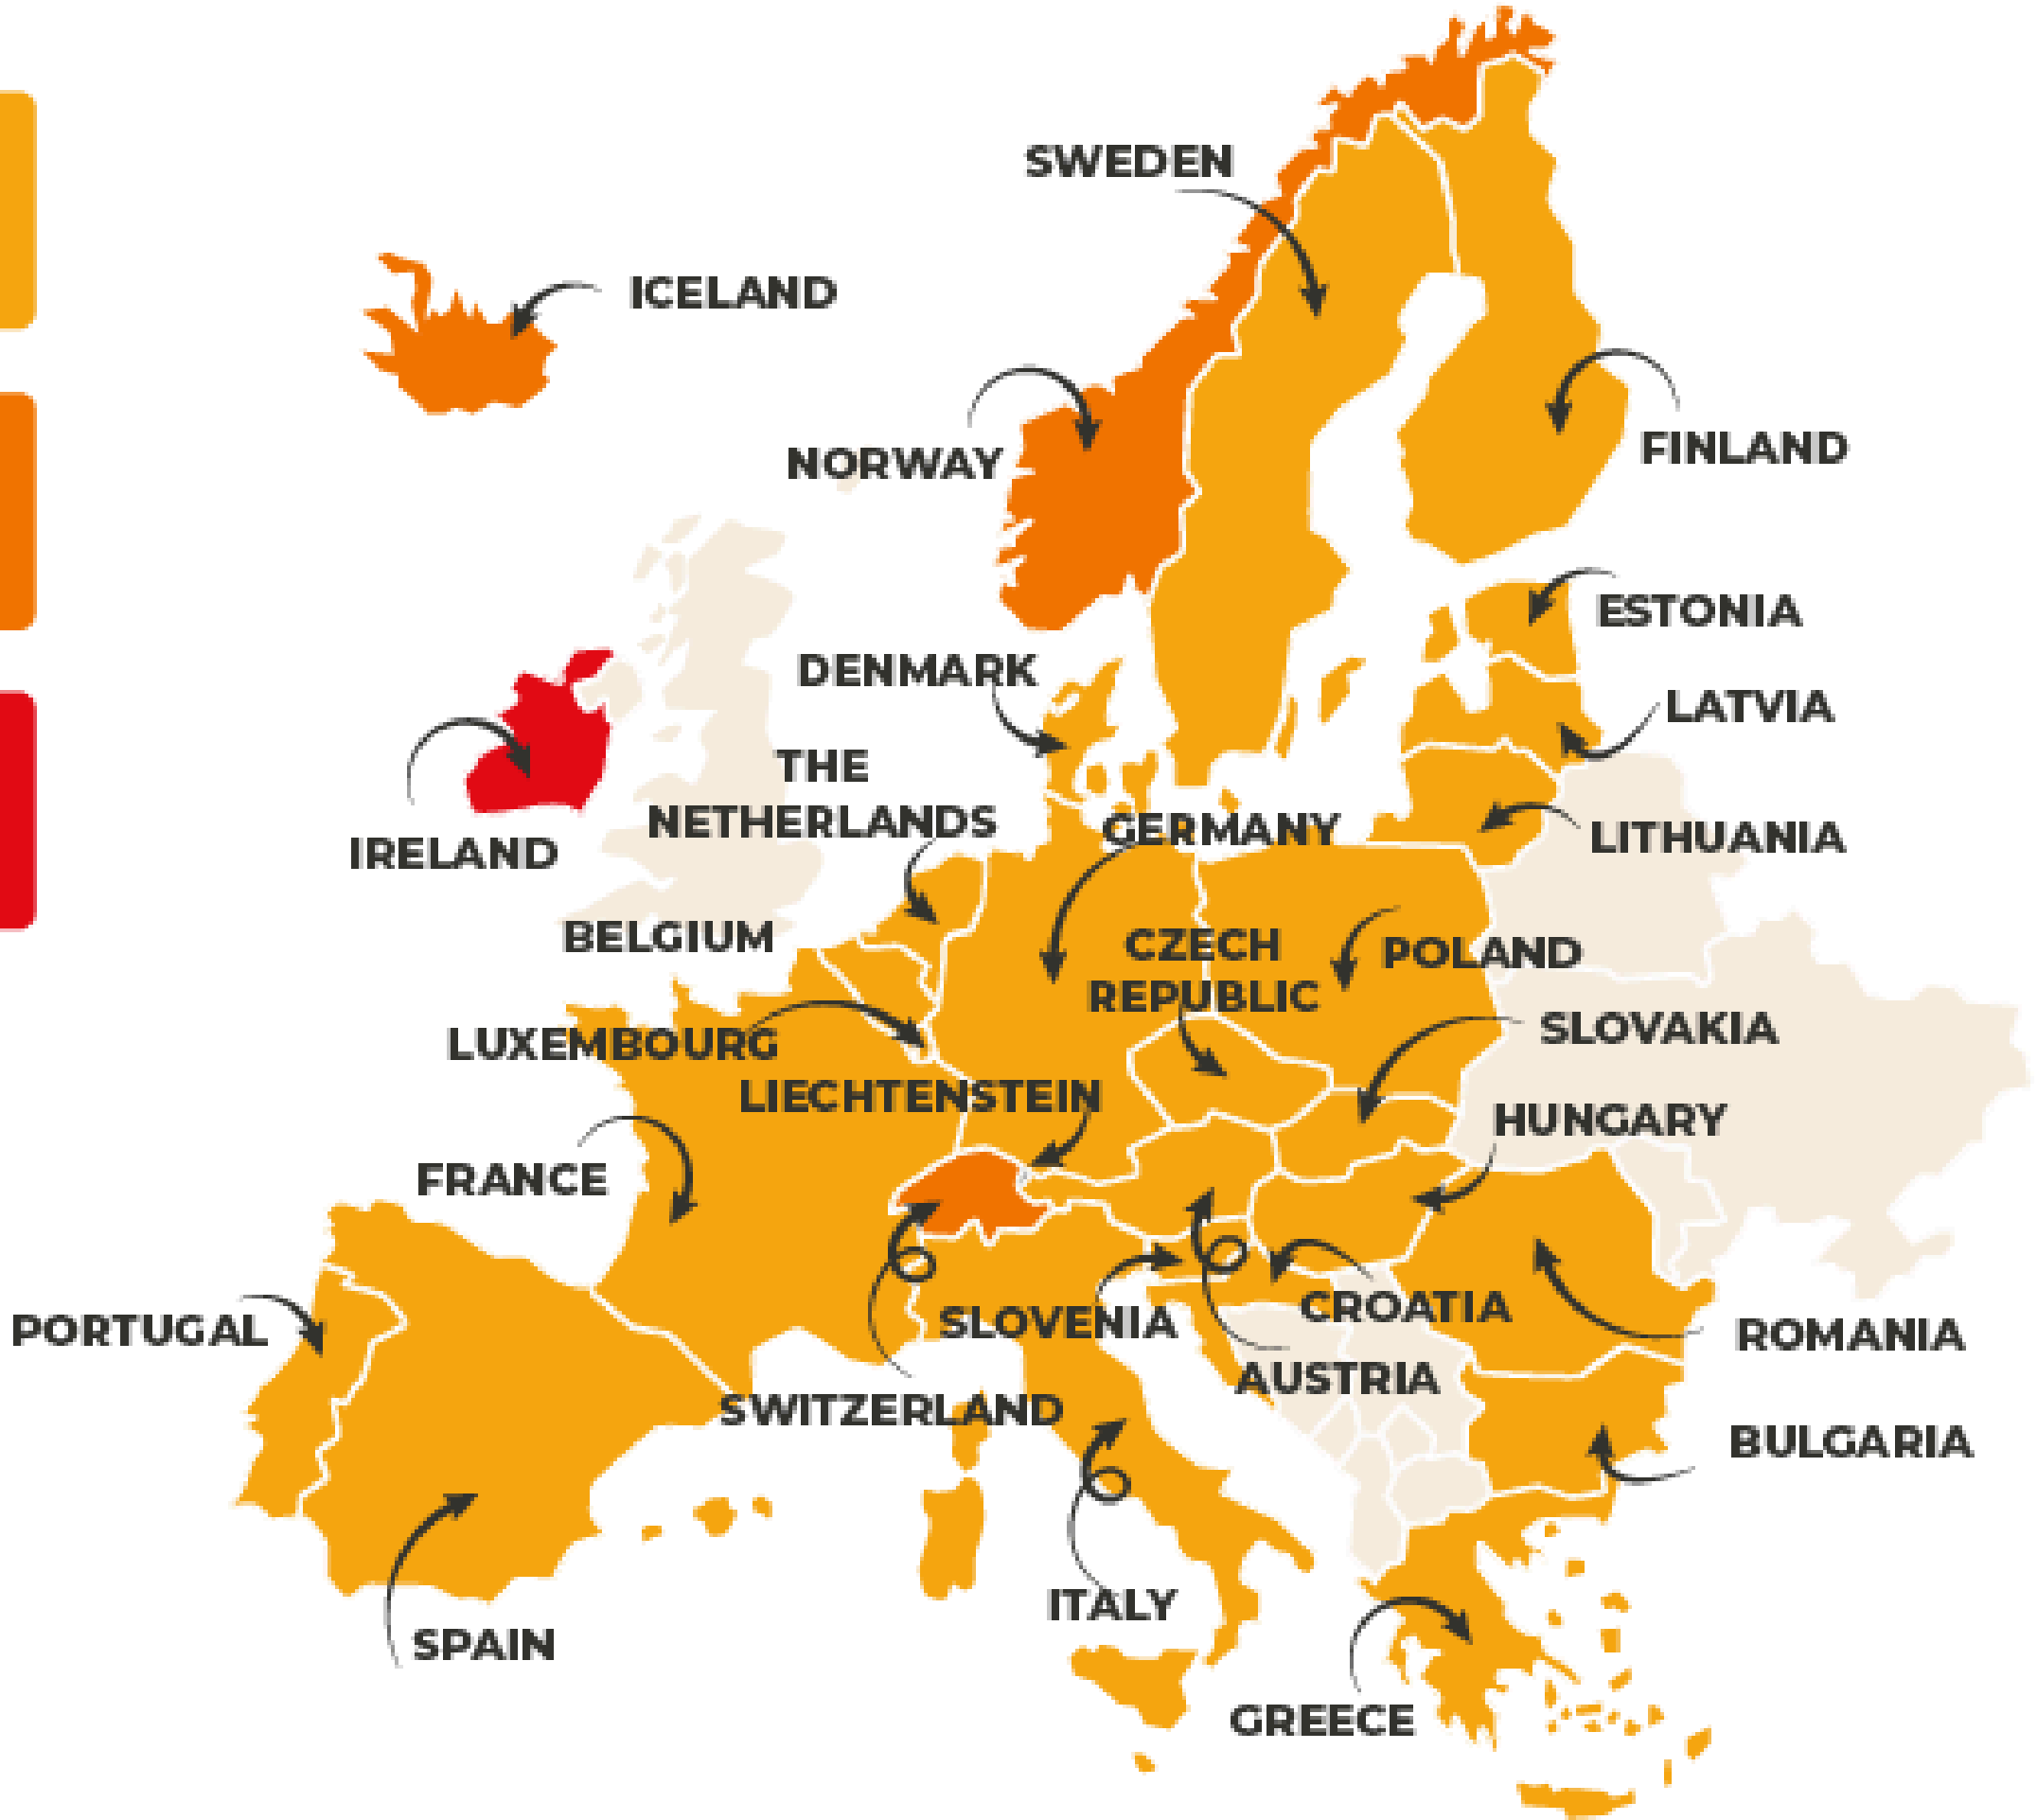 SWEDEN
ICELAND
NORWAY
FINLAND
ESTONIA
DENMARK
LATVIA
THE
NETHERLANDS
GERMANY
LITHUANIA
IRELAND
BELGIUM
CZECH
REPUBLIC
POLAND
SLOVAKIA
LUXEMBOURG
LIECHTENSTEIN
HUNGARY
FRANCE
PORTUGAL
SLOVENIA
CROATIA
ROMANIA
AUSTRIA
SWITZERLAND
BULGARIA
ITALY
SPAIN
GREECE